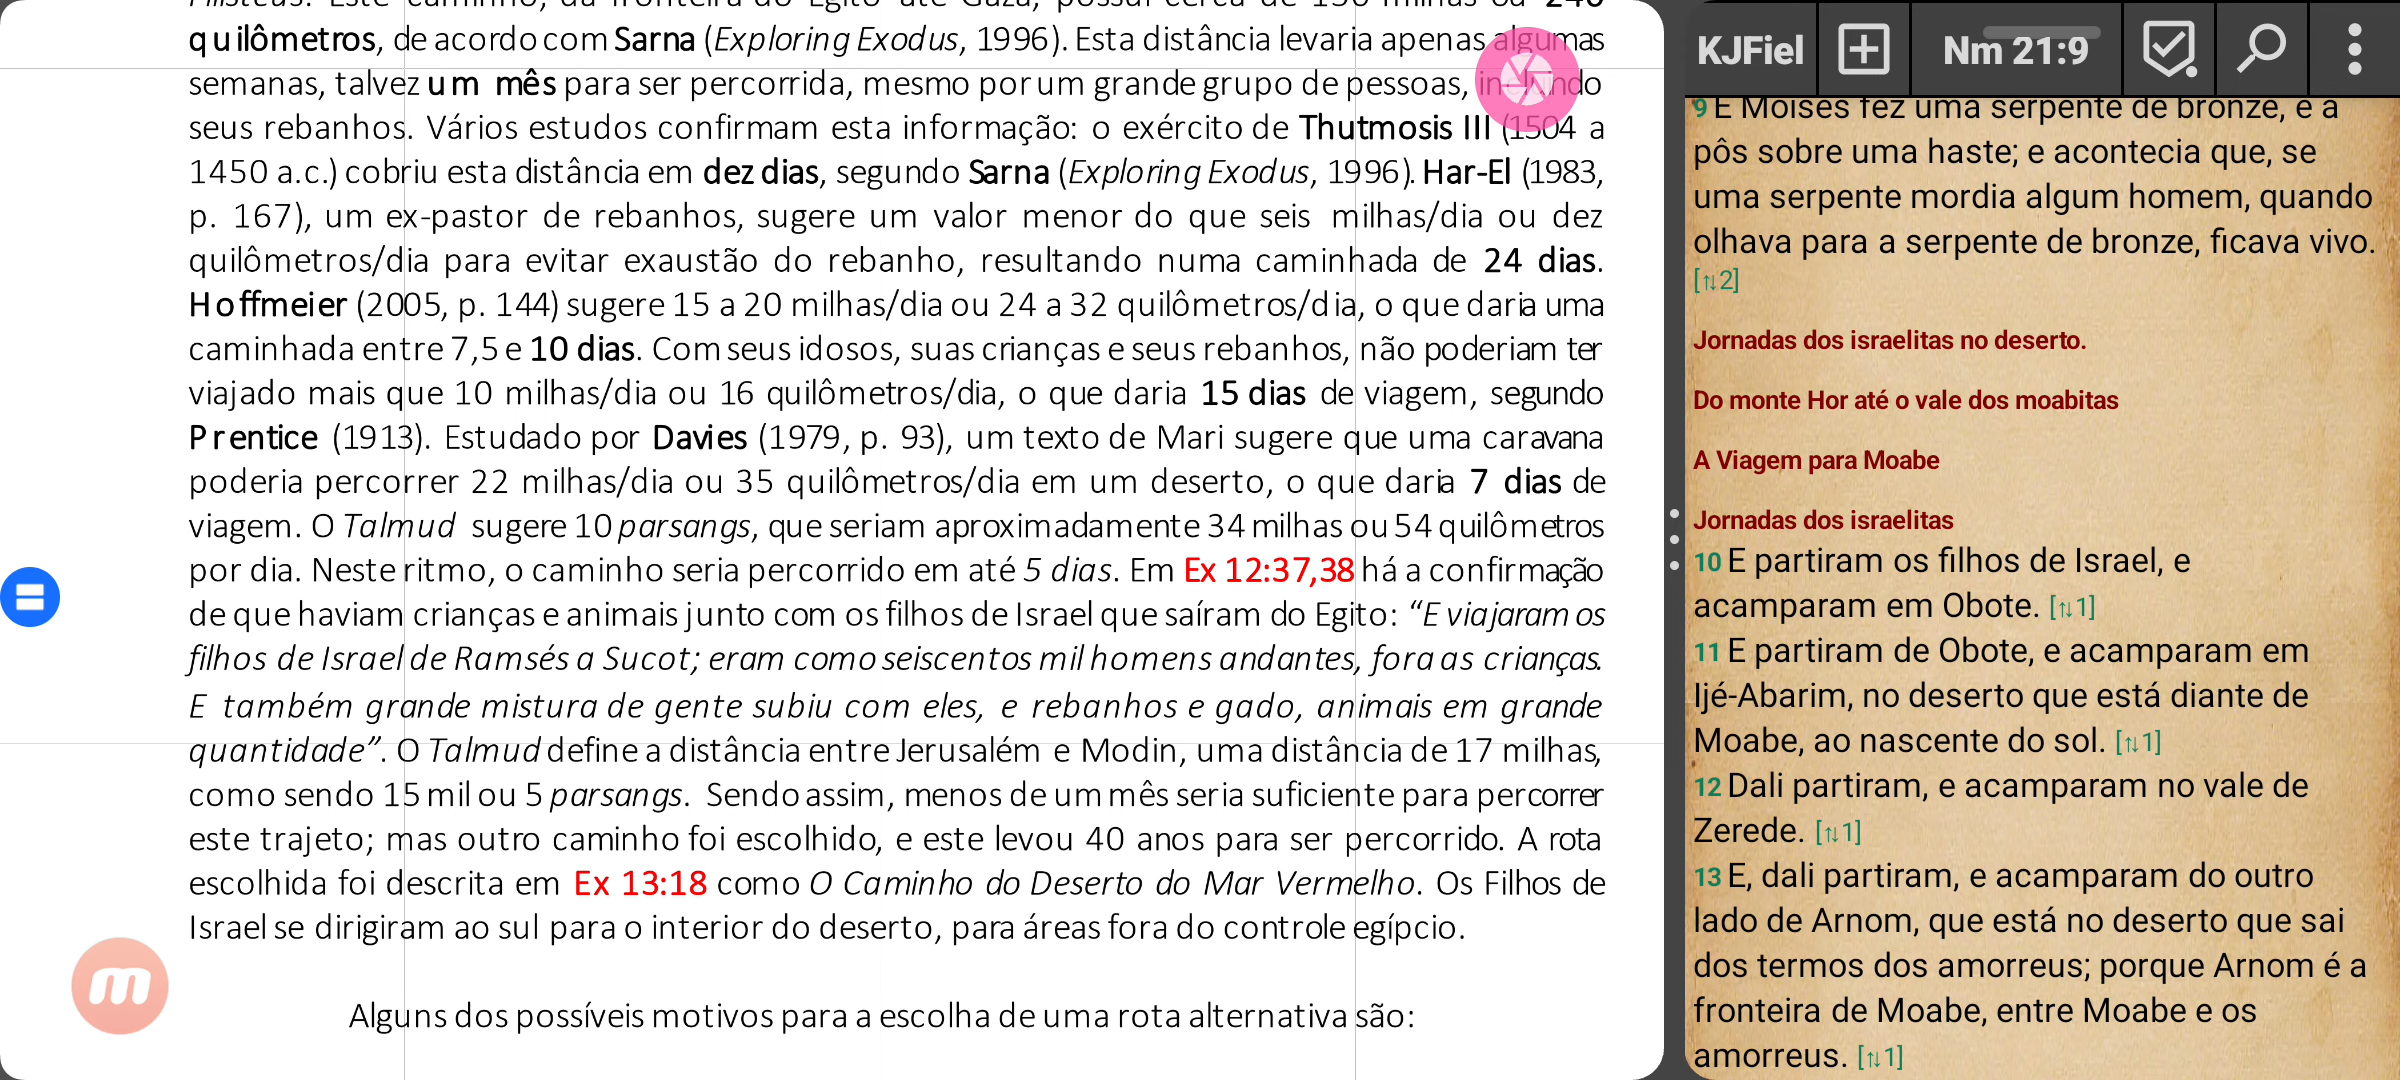 Filisteus. Este caminho, da fronteira do Egito até Gaza, possui cerca de 150 milhas ou 240
quilômetros, de acordo com Sarna (Exploring Exodus, 1996). Esta distância levaria apenas algumas
semanas, talvez um mês para ser percorrida, mesmo por um grande grupo de pessoas, incluindo
seus rebanhos. Vários estudos confirmam esta informação: o exército de Thutmosis III (1504 a
1450 a.c.) cobriu esta distância em dez dias, segundo Sarna (Exploring Exodus, 1996). Har-El (1983,
p. 167), um ex-pastor de rebanhos, sugere um valor menor do que seis milhas/dia ou dez
quilômetros/dia para evitar exaustão do rebanho, resultando numa caminhada de 24 dias.
Hoffmeier (2005, p. 144) sugere 15 a 20 milhas/dia ou 24 a 32 quilômetros/dia, o que daria uma
caminhada entre 7,5 e 10 dias. Com seus idosos, suas crianças e seus rebanhos, não poderiam ter
viajado mais que 10 milhas/dia ou 16 quilômetros/dia, o que daria 15 dias de viagem, segundo
Prentice (1913). Estudado por Davies (1979, p. 93), um texto de Mari sugere que uma caravana
poderia percorrer 22 milhas/dia ou 35 quilômetros/dia em um deserto, o que daria 7 dias de
viagem. O Talmud sugere 10 parsangs, que seriam aproximadamente 34 milhas ou 54 quilômetros
por dia. Neste ritmo, o caminho seria percorrido em até 5 dias. Em Ex 12:37,38 há a confirmação
de que haviam crianças e animais junto com os filhos de Israel que saíram do Egito: “E viajaram os
filhos de Israel de Ramsés a Sucot; eram como seiscentos mil homens andantes, fora as crianças.
E também grande mistura de gente subiu com eles, e rebanhos e gado, animais em grande
quantidade”. O Talmud define a distância entre Jerusalém e Modin, uma distância de 17 milhas,
como sendo 15 mil ou 5 parsangs. Sendo assim, menos de um mês seria suficiente para percorrer
este trajeto; mas outro caminho foi escolhido, e este levou 40 anos para ser percorrido. A rota
escolhida foi descrita em Ex 13:18 como O Caminho do Deserto do Mar Vermelho. Os Filhos de
Israel se dirigiram ao sul para o interior do deserto, para áreas fora do controle egípcio.
Alguns dos possíveis motivos para a escolha de uma rota alternativa são:
m
KJFiel Nm 21:9
9 E Moisés fez uma serpente de bronze, e a
pôs sobre uma haste; e acontecia que, se
uma serpente mordia algum homem, quando
olhava para a serpente de bronze, ficava vivo.
[⇅2]
Jornadas dos israelitas no deserto.
Do monte Hor até o vale dos moabitas
A Viagem para Moabe
Jornadas dos israelitas
10 E partiram os filhos de Israel, e
acamparam em Obote. [⇅1]
11 E partiram de Obote, e acamparam em
Ijé-Abarim, no deserto que está diante de
Moabe, ao nascente do sol. [⇅1]
12 Dali partiram, e acamparam no vale de
Zerede. [⇅1]
13 E, dali partiram, e acamparam do outro
lado de Arnom, que está no deserto que sai
dos termos dos amorreus; porque Arnom é a
fronteira de Moabe, entre Moabe e os
amorreus. [⇅1]